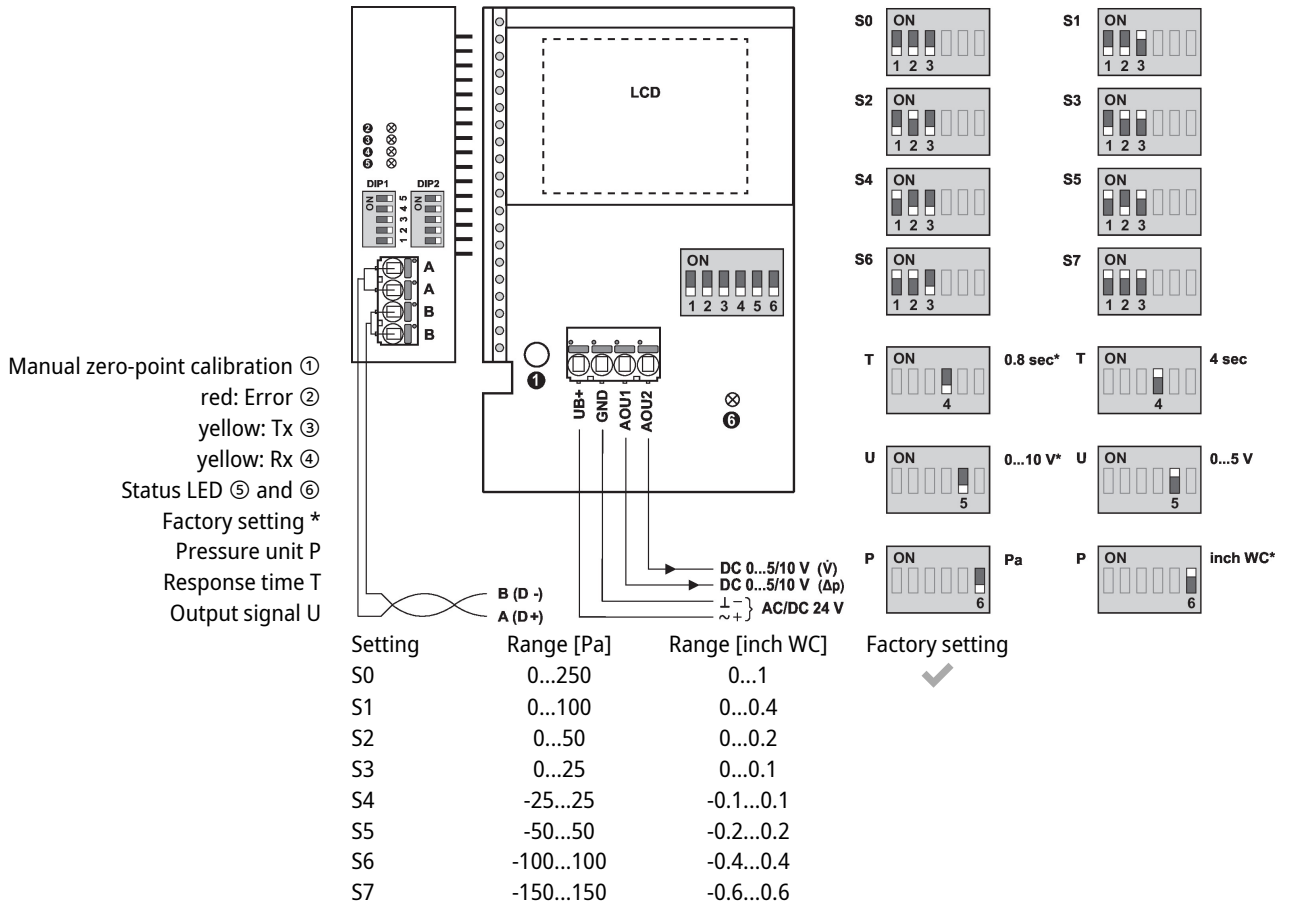 LCD
❷
❸
❹
❺
DIP1
DIP2
ON
1 2 3 4 5
ON
A
A
B
B
ON
1 2 3 4 5 6
❶
❻
UB+
GND
AOU1
AOU2
DC 0...5/10 V (V̇)
DC 0...5/10 V (Δp)
⊥ −
~ + } AC/DC 24 V
B (D -)
A (D+)
Manual zero-point calibration ①
red: Error ②
yellow: Tx ③
yellow: Rx ④
Status LED ⑤ and ⑥
Factory setting *
Pressure unit P
Response time T
Output signal U
S0 ON
1 2 3
S1 ON
1 2 3
S2 ON
1 2 3
S3 ON
1 2 3
S4 ON
1 2 3
S5 ON
1 2 3
S6 ON
1 2 3
S7 ON
1 2 3
T ON 0.8 sec*
4
T ON 4 sec
4
U ON 0...10 V*
5
U ON 0...5 V
5
P ON Pa
6
P ON inch WC*
6
Setting Range [Pa] Range [inch WC] Factory setting
S0 0...250 0...1 ✓
S1 0...100 0...0.4
S2 0...50 0...0.2
S3 0...25 0...0.1
S4 -25...25 -0.1...0.1
S5 -50...50 -0.2...0.2
S6 -100...100 -0.4...0.4
S7 -150...150 -0.6...0.6